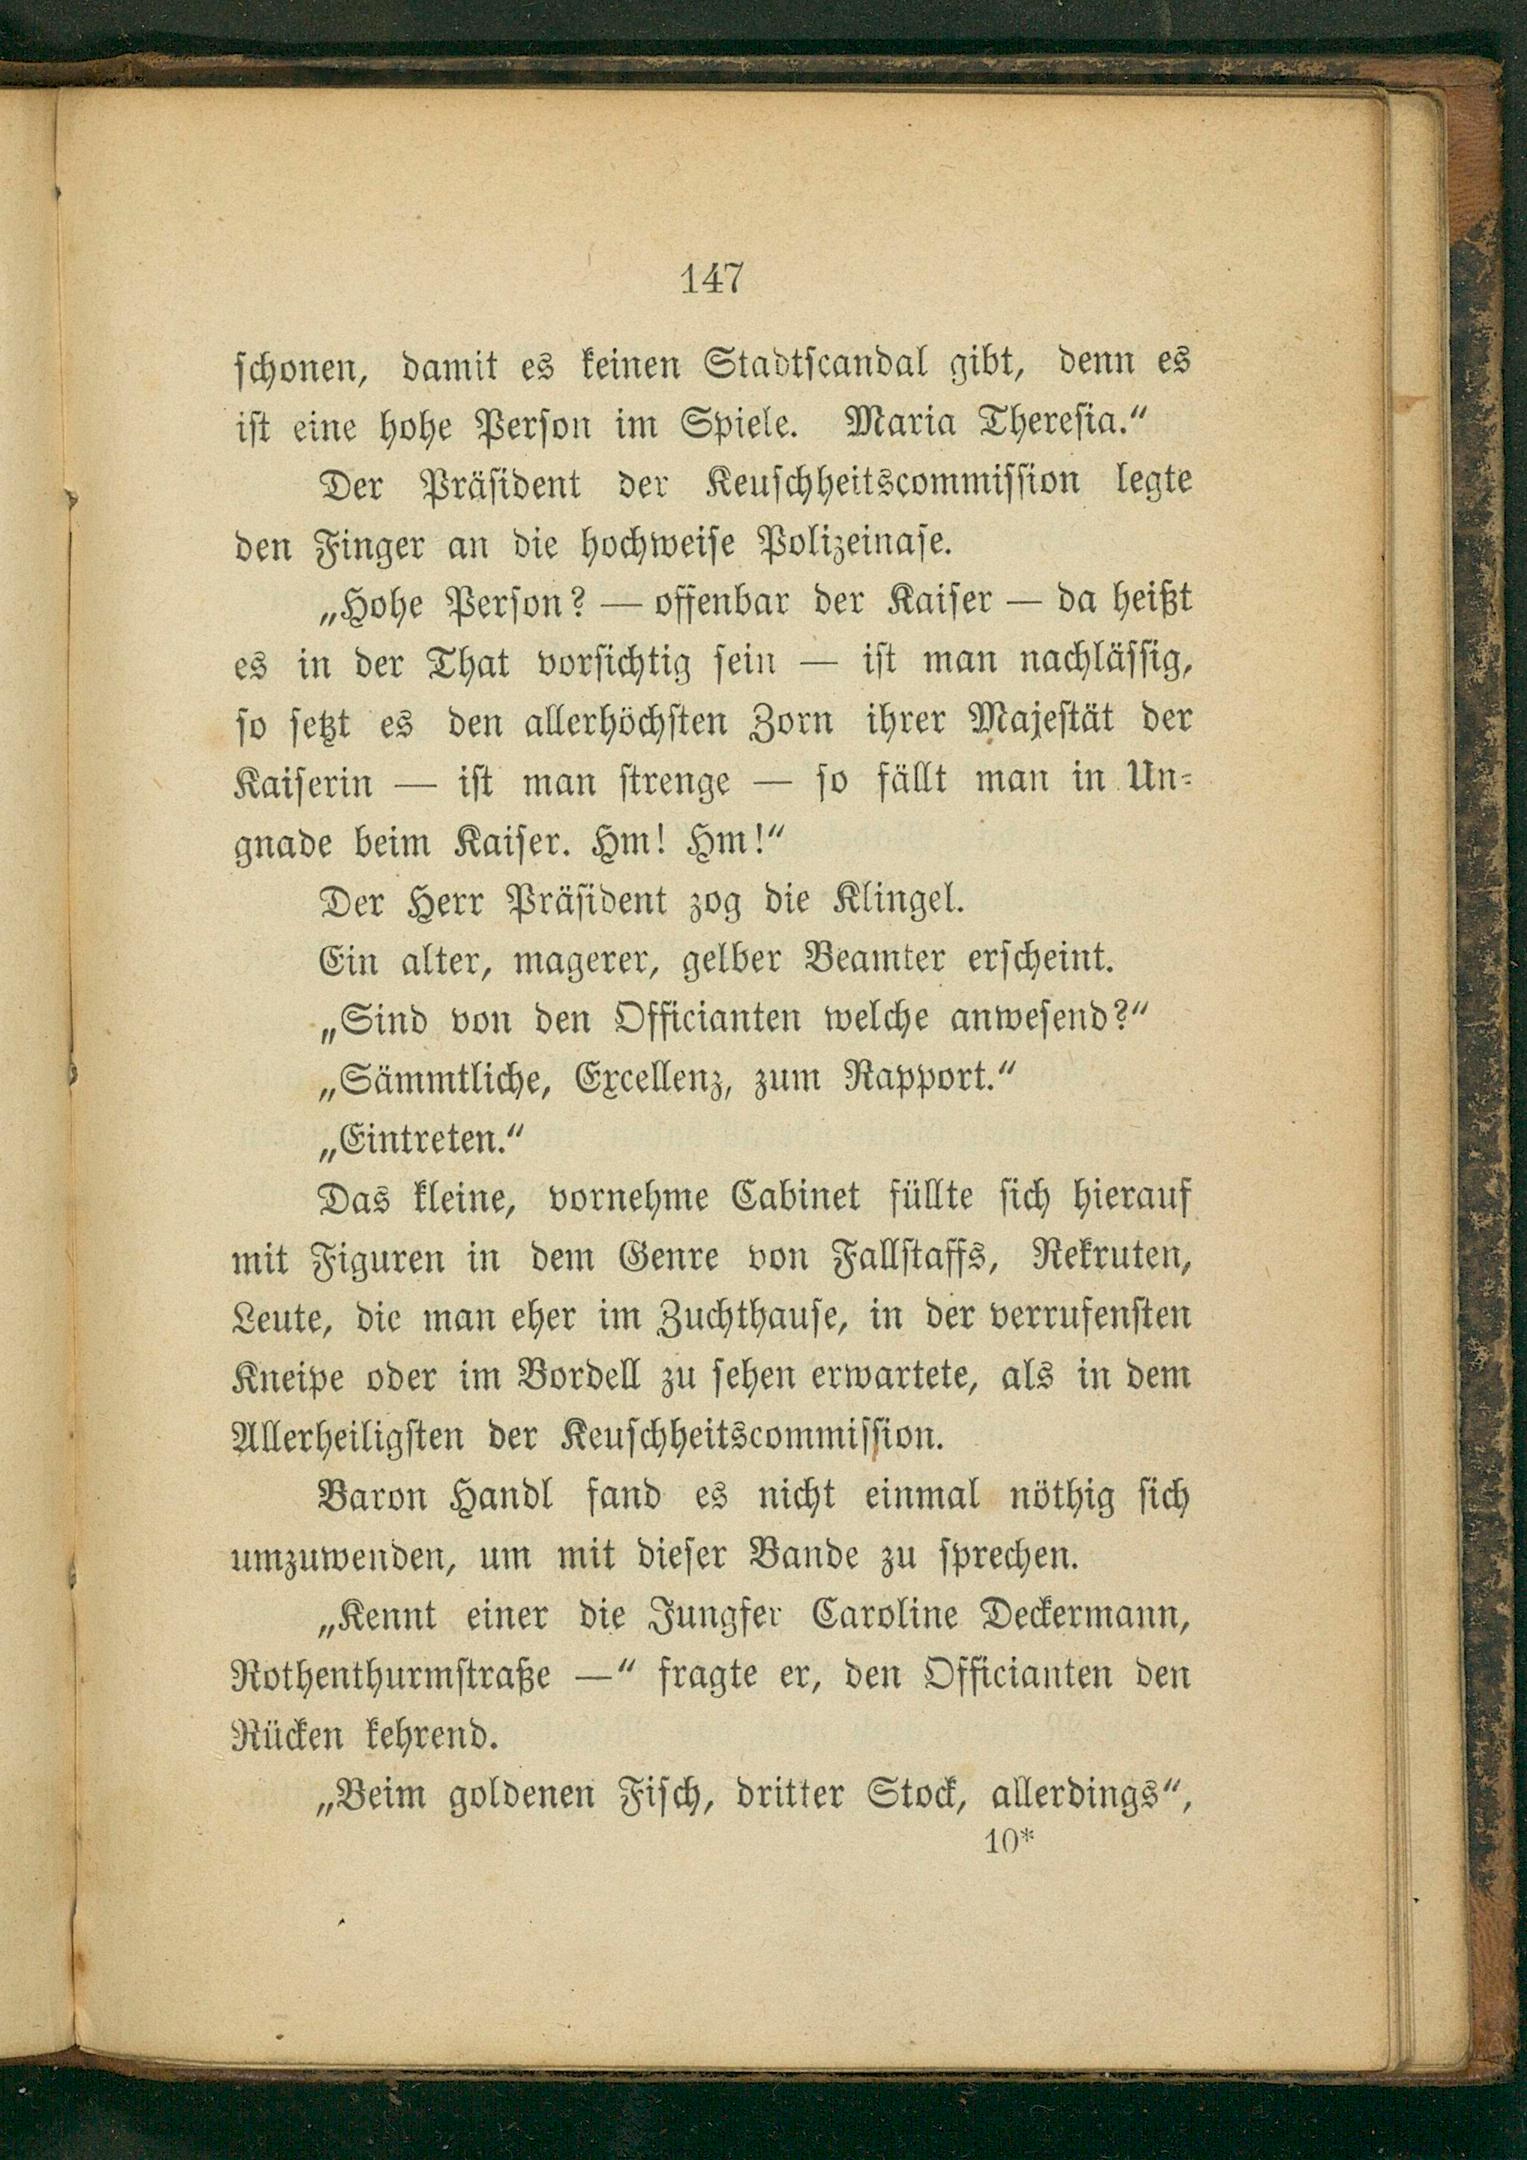 147
schonen, damit es keinen Stadtscandal gibt, denn es
ist eine hohe Person im Spiele. Maria Theresia.“
Der Präsident der Keuschheitscommission legte
den Finger an die hochweise Polizeinase.
„Hohe Person? — offenbar der Kaiser — da heißt
es in der That vorsichtig sein — ist man nachlässig,
so setzt es den allerhöchsten Zorn ihrer Majestät der
Kaiserin — ist man strenge — so fällt man in Un-
gnade beim Kaiser. Hm! Hm!“
Der Herr Präsident zog die Klingel.
Ein alter, magerer, gelber Beamter erscheint.
„Sind von den Officianten welche anwesend?“
„Sämmtliche, Excellenz, zum Rapport.“
„Eintreten.“
Das kleine, vornehme Cabinet füllte sich hierauf
mit Figuren in dem Genre von Fallstaffs, Rekruten,
Leute, die man eher im Zuchthause, in der verrufensten
Kneipe oder im Bordell zu sehen erwartete, als in dem
Allerheiligsten der Keuschheitscommission.
Baron Handl fand es nicht einmal nöthig sich
umzuwenden, um mit dieser Bande zu sprechen.
„Kennt einer die Jungfer Caroline Deckermann,
Rothenthurmstraße —“ fragte er, den Officianten den
Rücken kehrend.
„Beim goldenen Fisch, dritter Stock, allerdings“,
10*